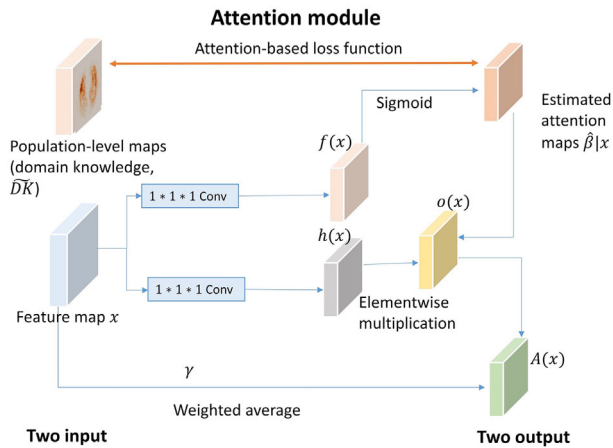 Attention module
Attention-based loss function
Sigmoid
Estimated
attention
maps β̂|x
Population-level maps
(domain knowledge,
D͠K)
f(x)
1 * 1 * 1 Conv
o(x)
h(x)
1 * 1 * 1 Conv
Elementwise
multiplication
Feature map x
A(x)
γ
Weighted average
Two input
Two output